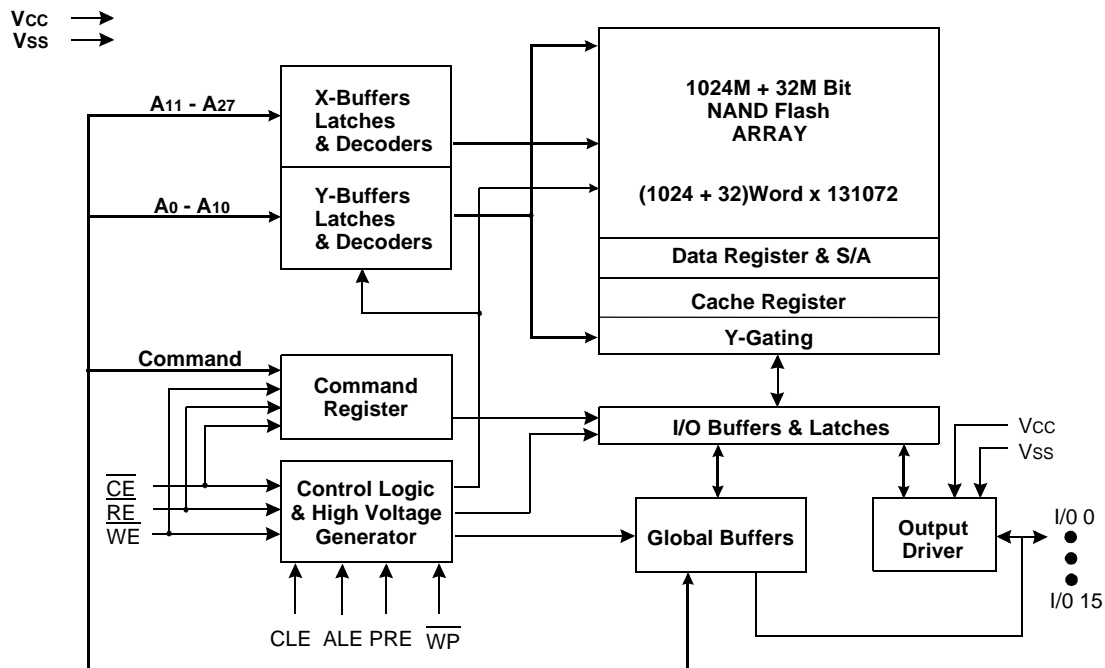 VCC
VSS
A11 - A27
X-Buffers
Latches
& Decoders
A0 - A10
Y-Buffers
Latches
& Decoders
1024M + 32M Bit
NAND Flash
ARRAY
(1024 + 32)Word x 131072
Data Register & S/A
Cache Register
Y-Gating
Command
Command
Register
I/O Buffers & Latches
VCC
VSS
CE
RE
WE
Control Logic
& High Voltage
Generator
Global Buffers
Output
Driver
I/0 0
I/0 15
CLE ALE PRE WP